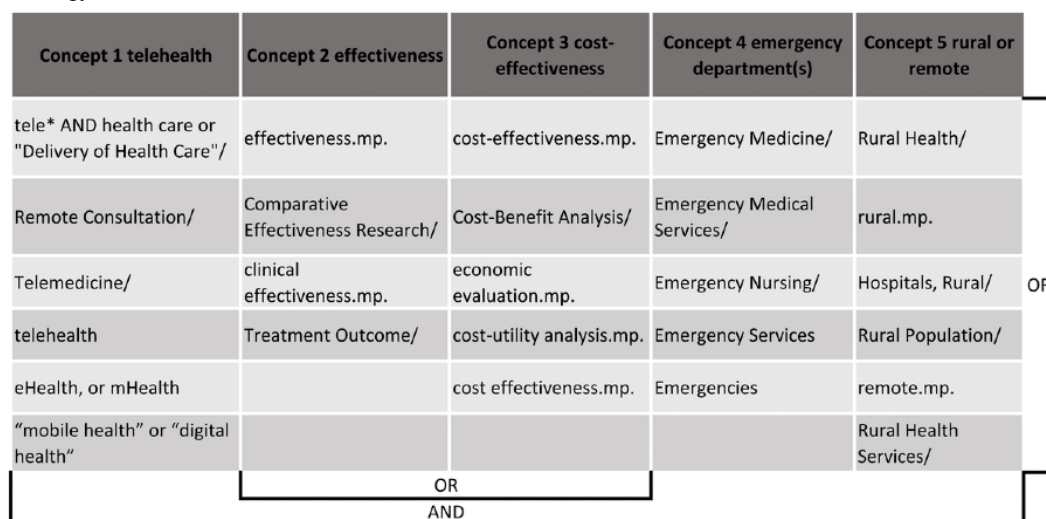 Concept 1 telehealth
Concept 2 effectiveness
Concept 3 cost-
effectiveness
Concept 4 emergency
department(s)
Concept 5 rural or
remote
tele* AND health care or
"Delivery of Health Care"/
effectiveness.mp.
cost-effectiveness.mp.
Emergency Medicine/
Rural Health/
Remote Consultation/
Comparative
Effectiveness Research/
Cost-Benefit Analysis/
Emergency Medical
Services/
rural.mp.
Telemedicine/
clinical
effectiveness.mp.
economic
evaluation.mp.
Emergency Nursing/
Hospitals, Rural/
telehealth
Treatment Outcome/
cost-utility analysis.mp.
Emergency Services
Rural Population/
eHealth, or mHealth
cost effectiveness.mp.
Emergencies
remote.mp.
“mobile health” or “digital
health”
Rural Health
Services/
OR
OR
AND